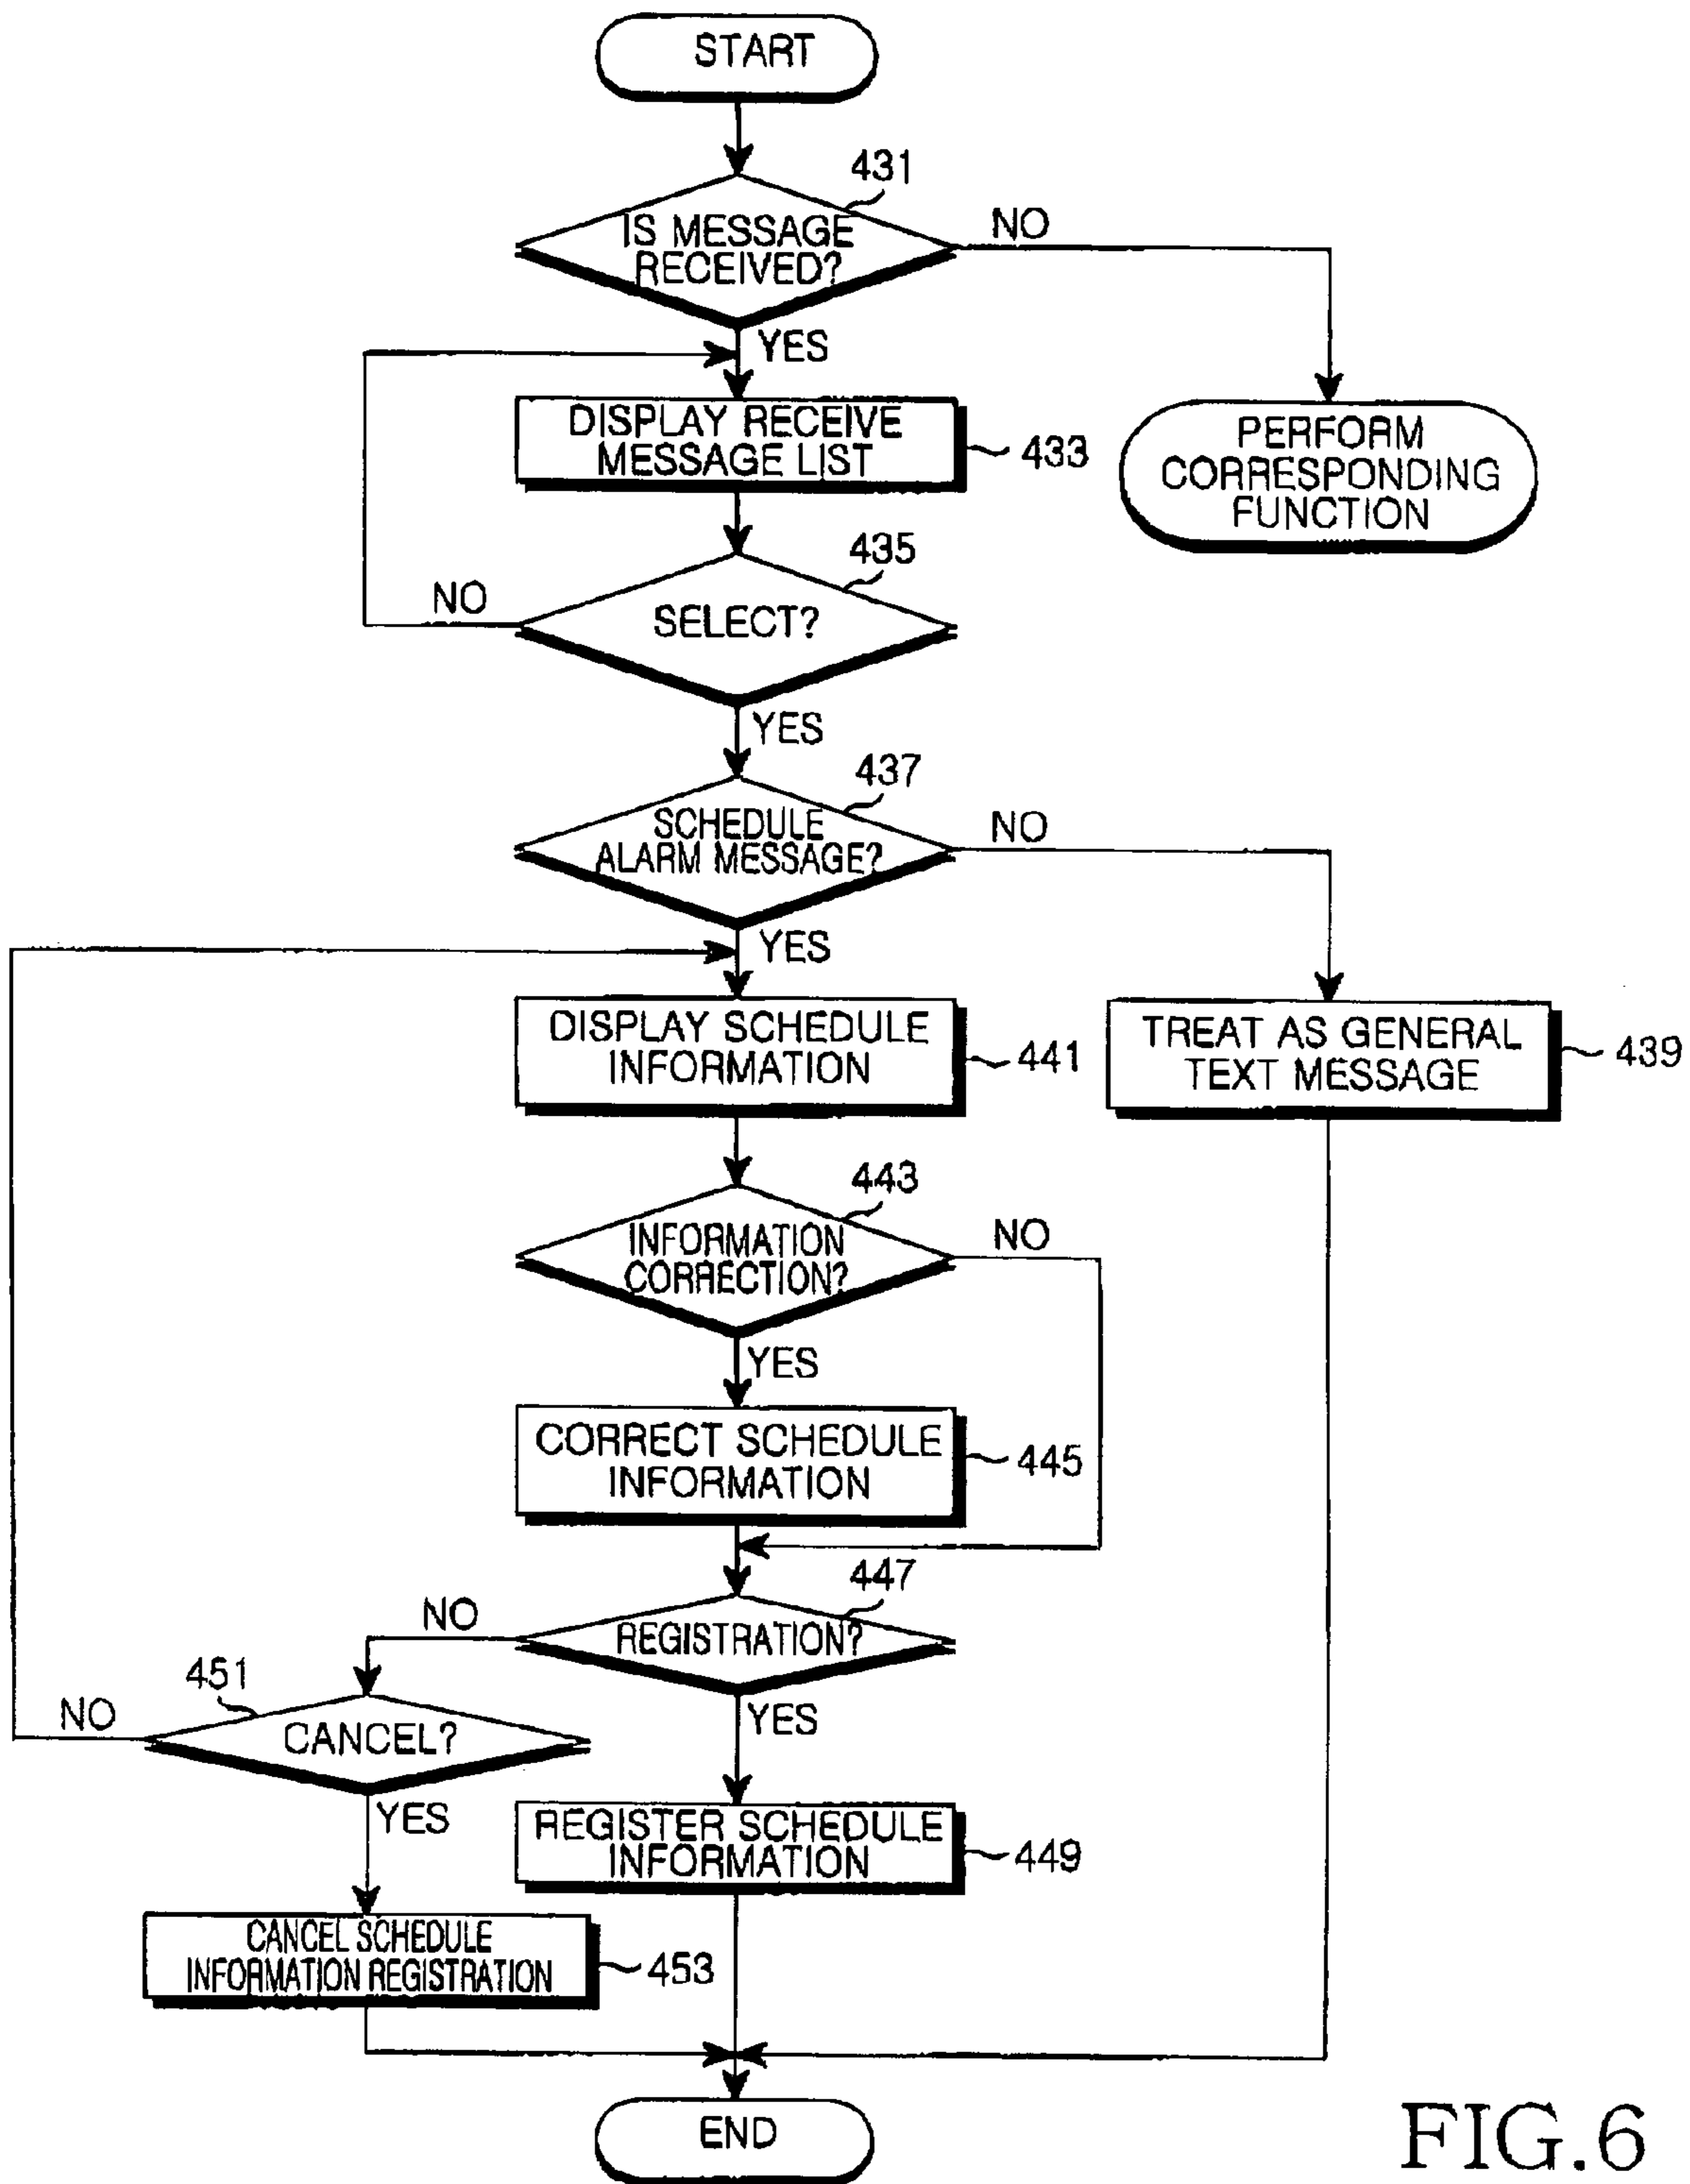 START
431
IS MESSAGE
RECEIVED?
NO
YES
DISPLAY RECEIVE
MESSAGE LIST
433
PERFORM
CORRESPONDING
FUNCTION
435
NO
SELECT?
YES
437
SCHEDULE
ALARM MESSAGE?
NO
YES
DISPLAY SCHEDULE
INFORMATION
441
TREAT AS GENERAL
TEXT MESSAGE
439
443
INFORMATION
CORRECTION?
NO
YES
CORRECT SCHEDULE
INFORMATION
445
447
NO
REGISTRATION?
451
NO
CANCEL?
YES
YES
REGISTER SCHEDULE
INFORMATION
449
CANCEL SCHEDULE
INFORMATION REGISTRATION
453
END
FIG.6